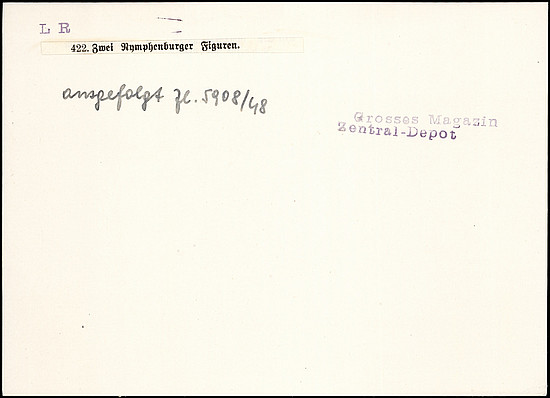 L R
422. Zwei Nymphenburger Figuren.
ausgefolgt Zl. 5908/48
Grosses Magazin
Zentral-Depot